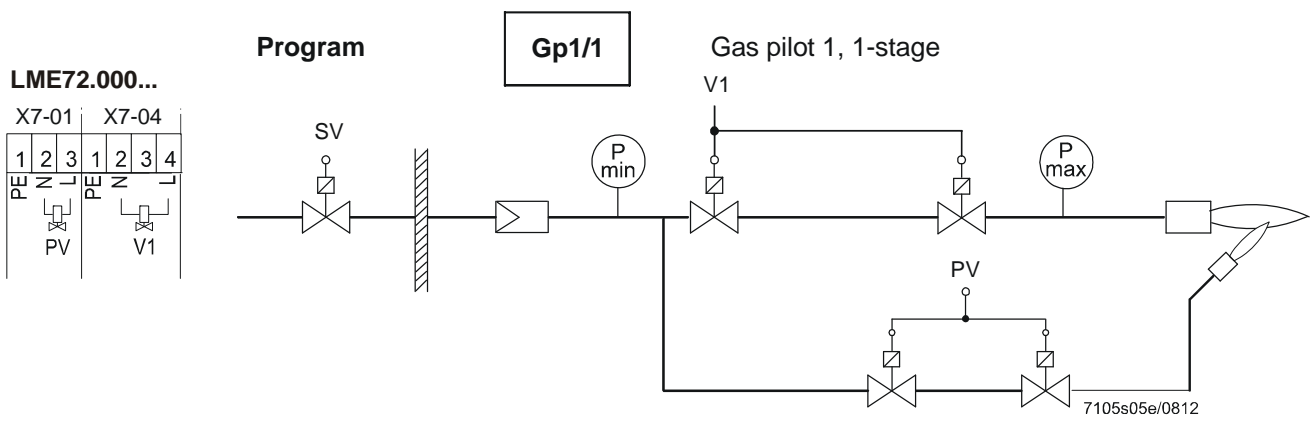 Program
Gp1/1
Gas pilot 1, 1-stage
LME72.000...
X7-01 X7-04
1 2 3 1 2 3 4
PE N L PE N L
PV V1
SV
P min
V1
P max
PV
7105s05e/0812